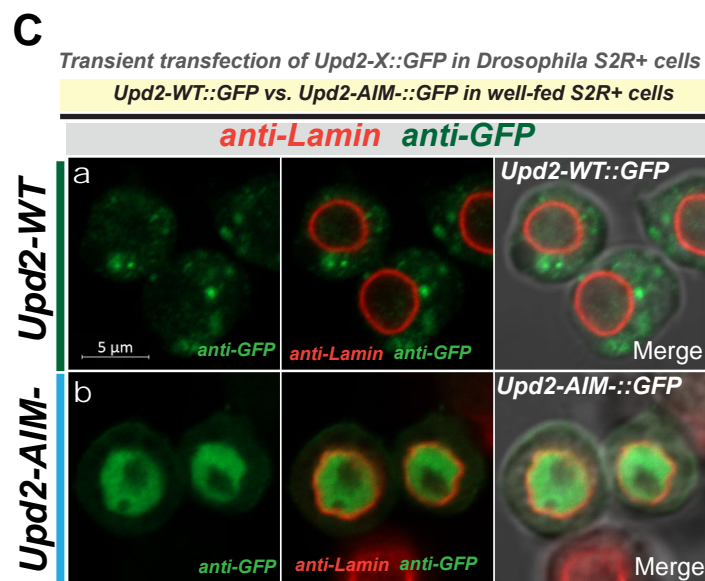 C
Transient transfection of Upd2-X::GFP in Drosophila S2R+ cells
Upd2-WT::GFP vs. Upd2-AIM-::GFP in well-fed S2R+ cells
anti-Lamin anti-GFP
Upd2-WT
a
Upd2-WT::GFP
5 µm
anti-GFP
anti-Lamin anti-GFP
Merge
Upd2-AIM-
b
Upd2-AIM-::GFP
anti-GFP
anti-Lamin anti-GFP
Merge